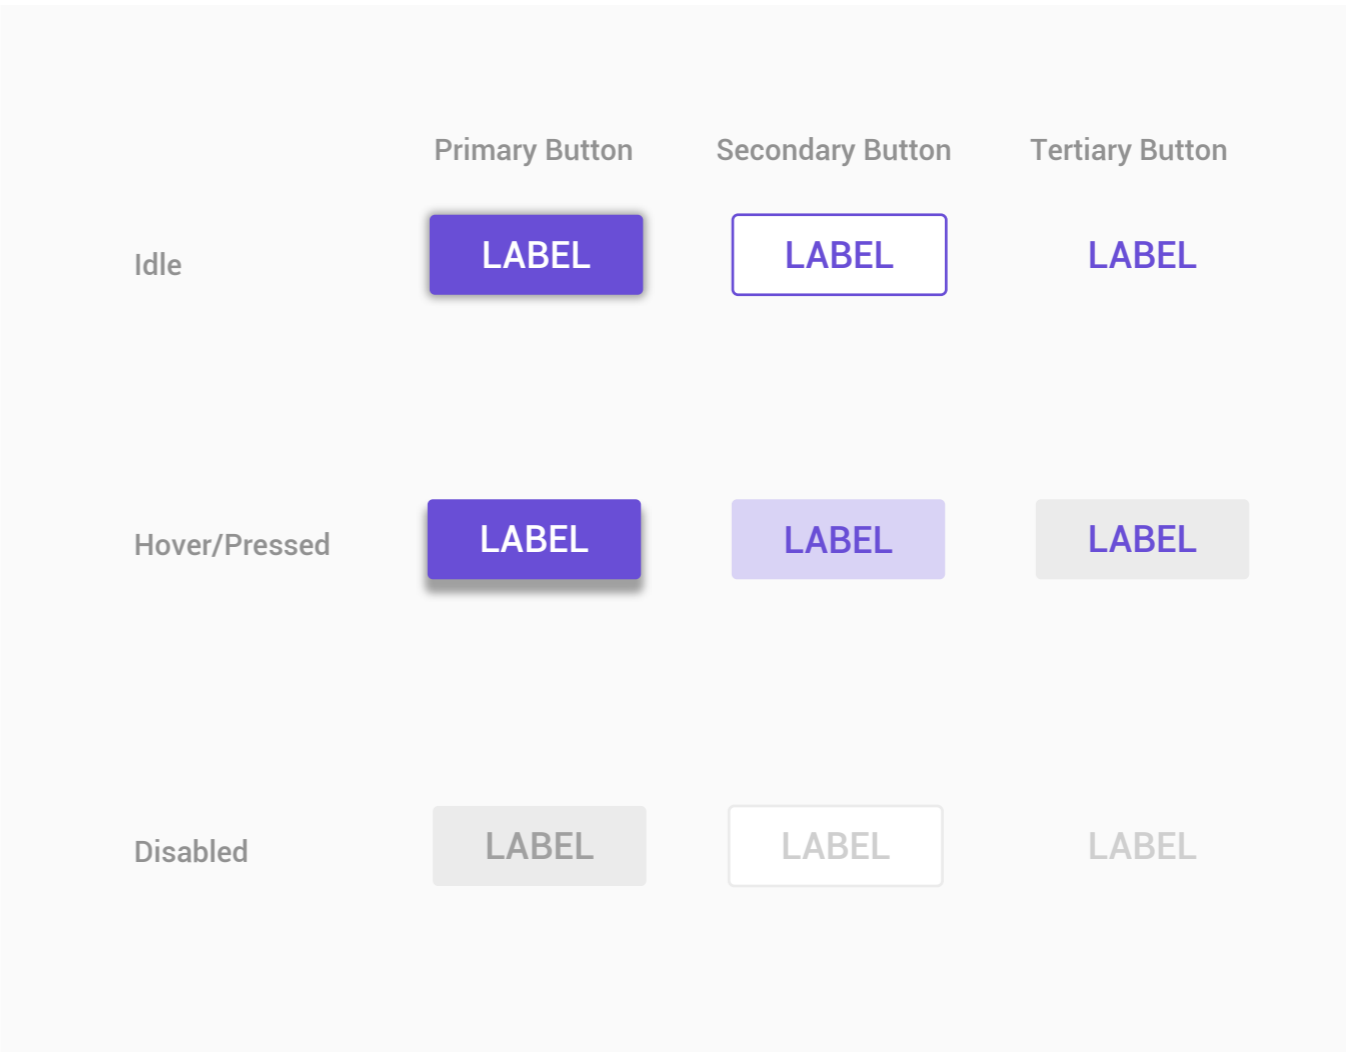 Primary Button Secondary Button Tertiary Button
Idle LABEL LABEL LABEL
Hover/Pressed LABEL LABEL LABEL
Disabled LABEL LABEL LABEL